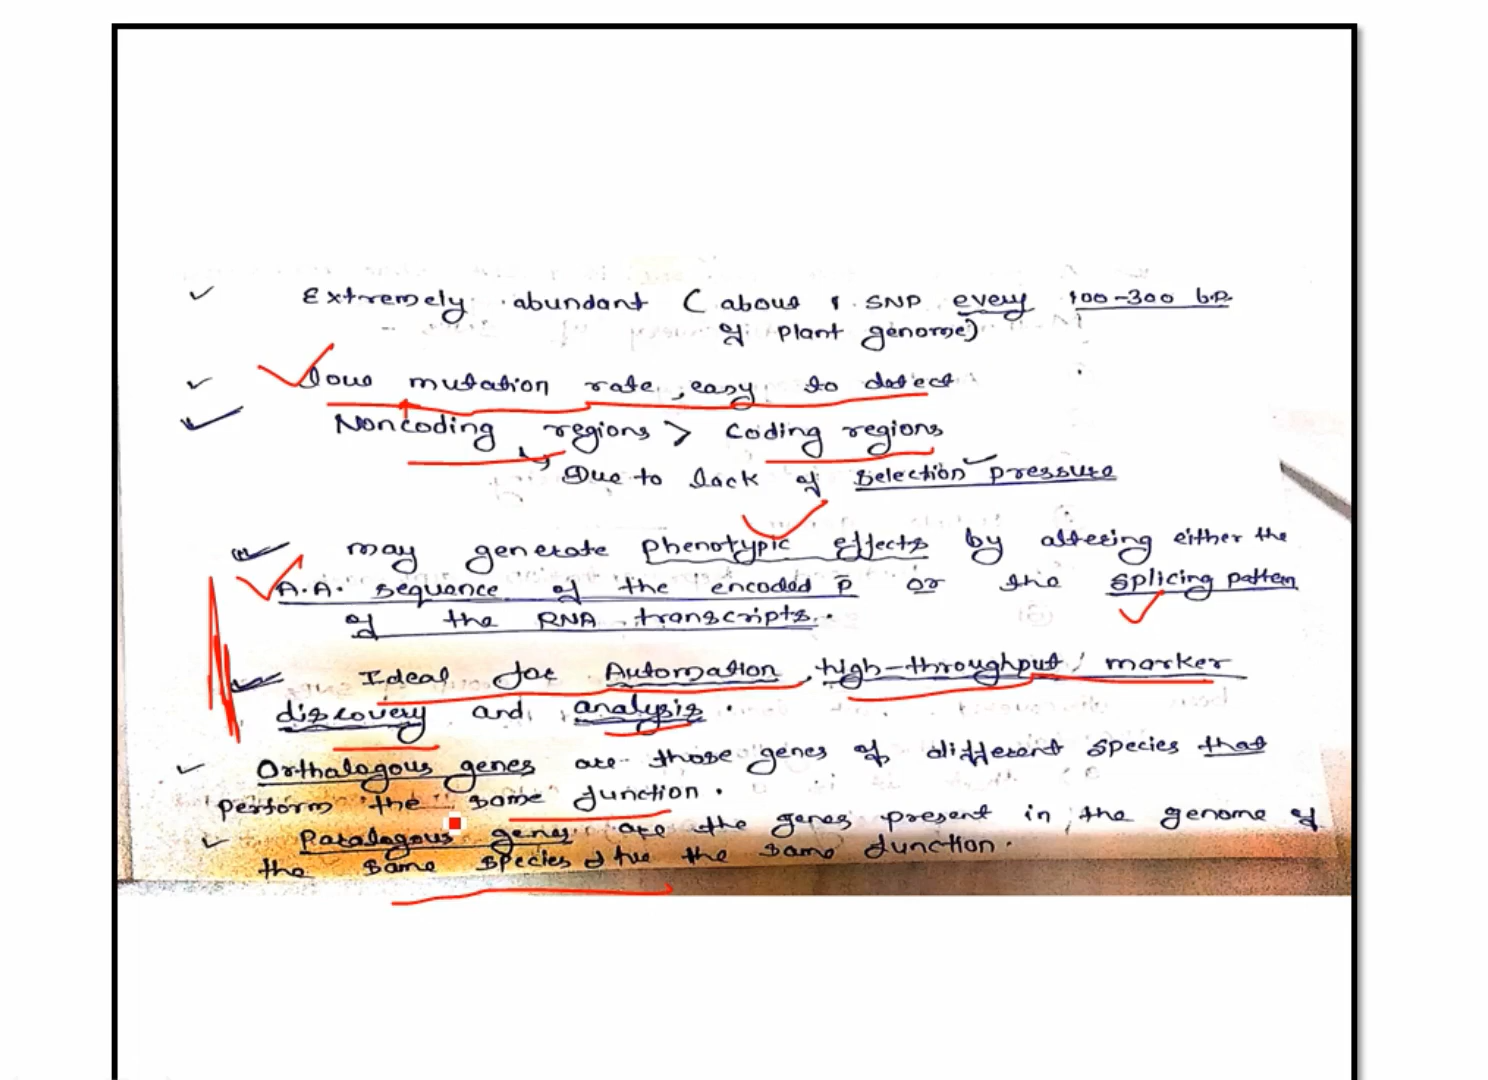 Extremely abundant (about 1 SNP every 100-300 b.p.
of plant genome)
Low mutation rate, easy to detect
Noncoding regions > Coding regions
Due to lack of selection pressure
may generate phenotypic effects by altering either the
A.A. sequence of the encoded p̄ or the splicing pattern
of the RNA transcripts.
Ideal for Automation, high-throughput marker
discovery and analysis.
Orthalogous genes are those genes of different species that
perform the same function.
Paralogous genes are the genes present in the genome of
the same species the same function.